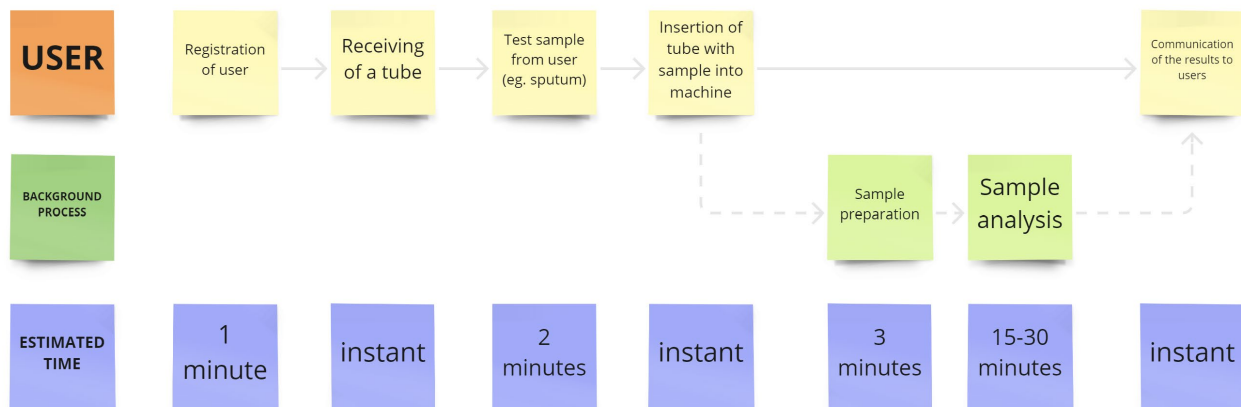 USER
Registration
of user
Receiving
of a tube
Test sample
from user
(eg. sputum)
Insertion of
tube with
sample into
machine
Communication
of the results to
users
BACKGROUND
PROCESS
Sample
preparation
Sample
analysis
ESTIMATED
TIME
1
minute
instant
2
minutes
instant
3
minutes
15-30
minutes
instant